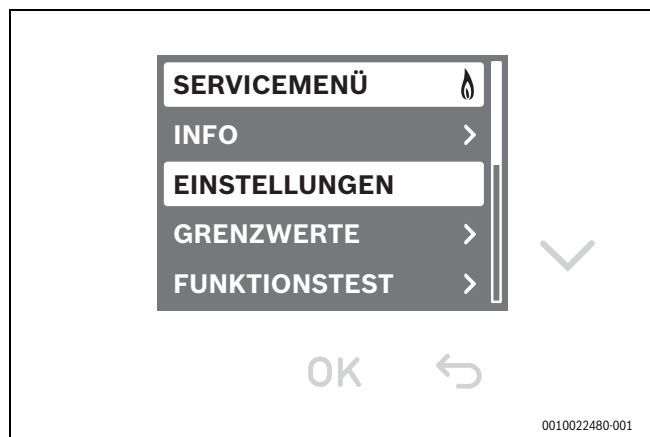 SERVICEMENÜ
INFO
EINSTELLUNGEN
GRENZWERTE
FUNKTIONSTEST
OK
0010022480-001